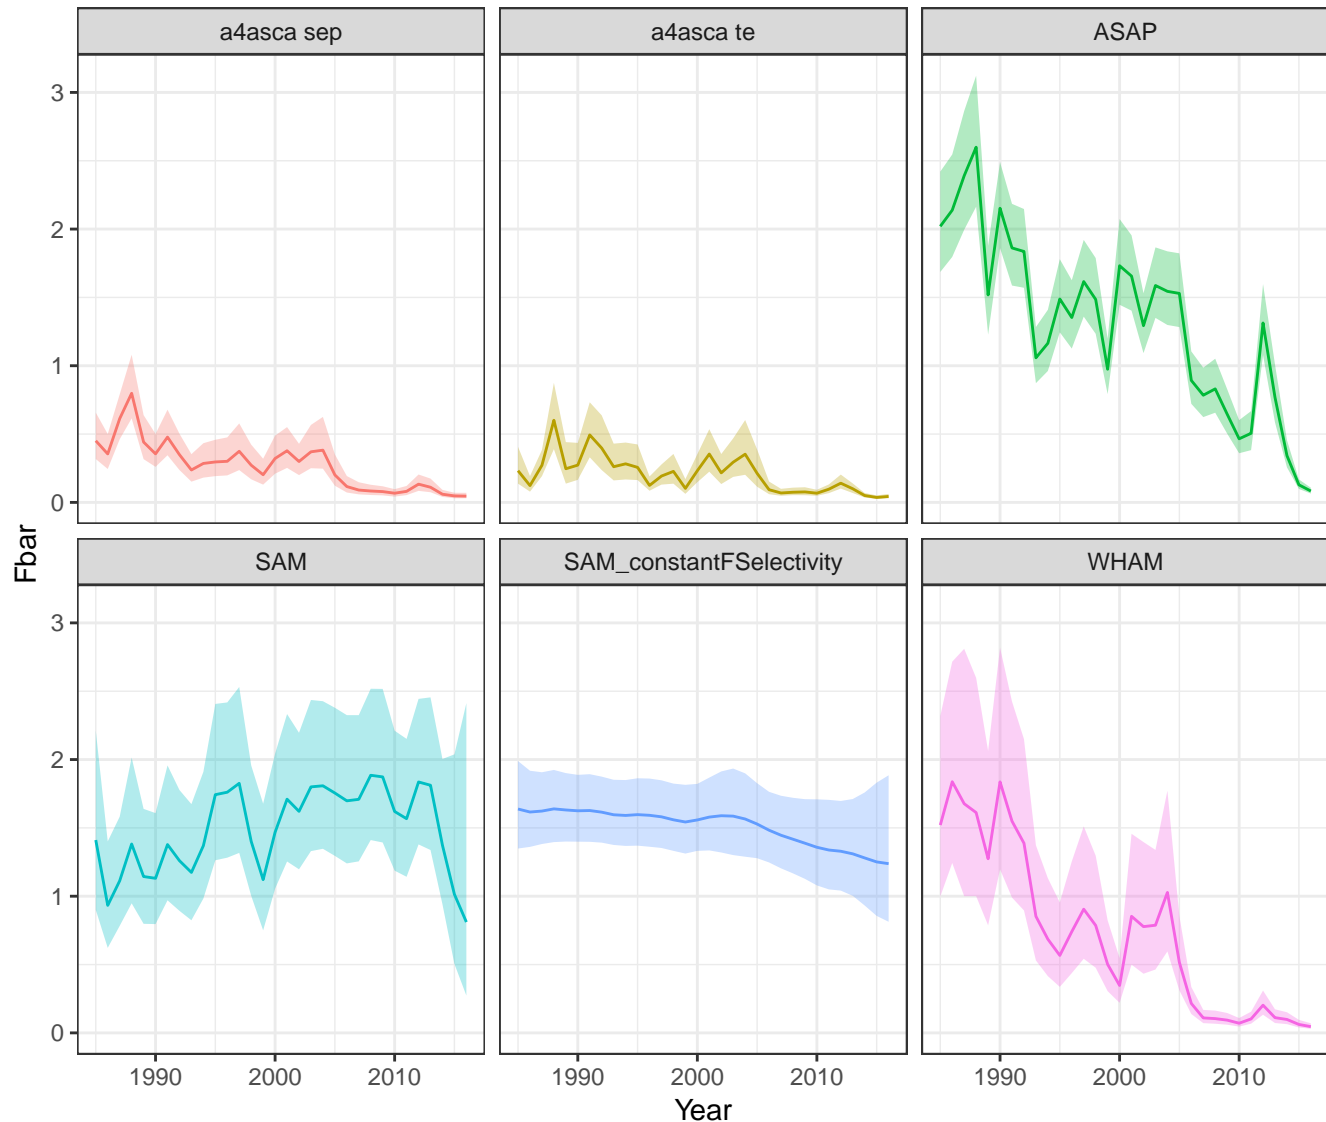 a4asca sep
a4asca te
ASAP
3
2
1
0
SAM
SAM_constantFSelectivity
WHAM
3
2
1
0
Fbar
1990 2000 2010
1990 2000 2010
1990 2000 2010
Year